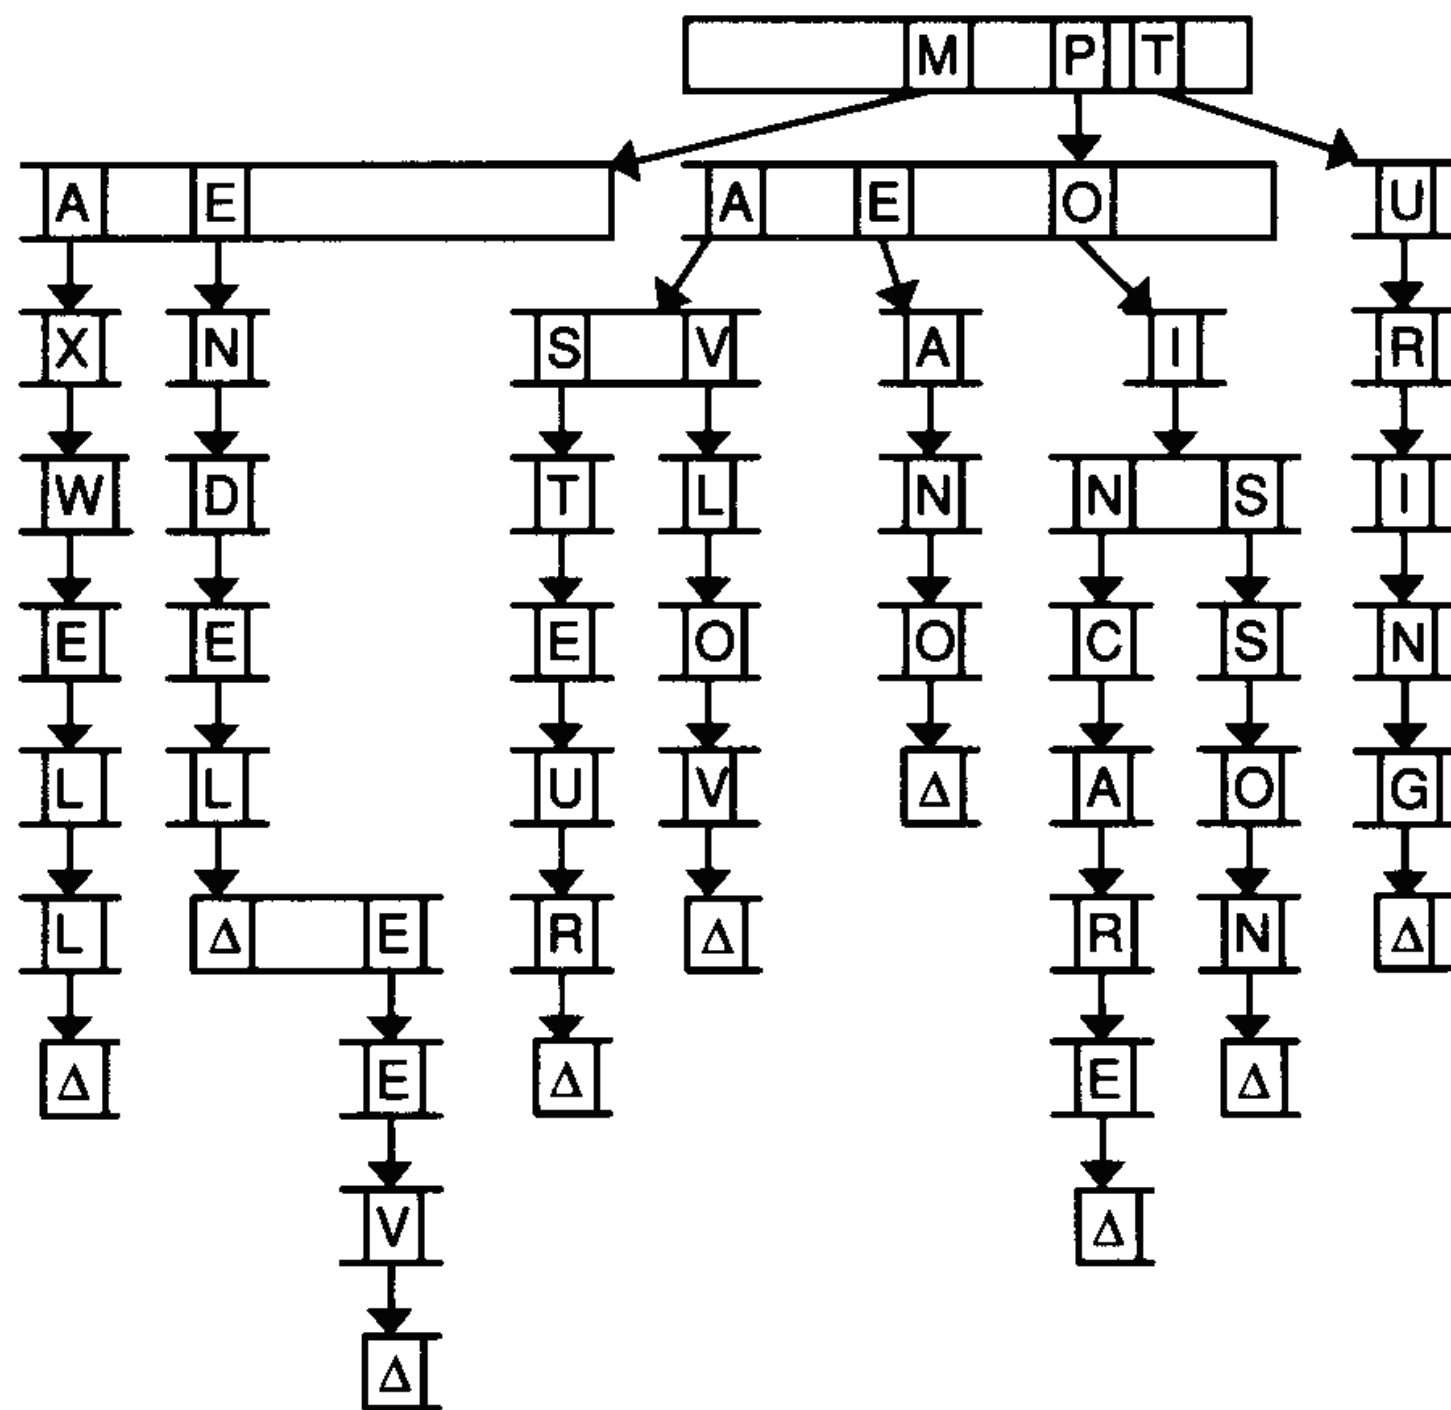 M P T
A E A E O U
X N S V A I R
W D T L N N S I
E E E O O C S N
L L U V Δ A O G
L Δ E R Δ R N Δ
Δ E Δ E Δ
V Δ
Δ